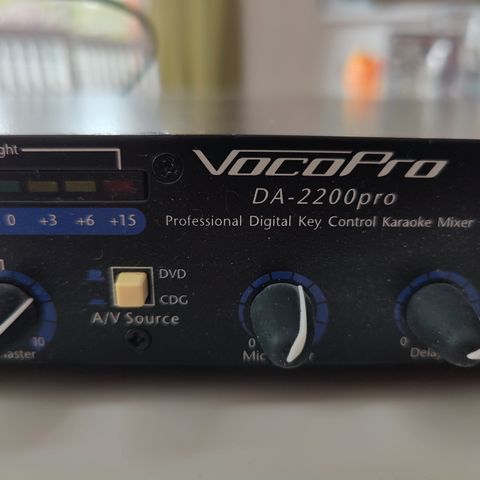 VocoPro
DA-2200pro
Professional Digital Key Control Karaoke Mixer
0 +3 +6 +15
DVD
CDG
A/V Source
10
0
0